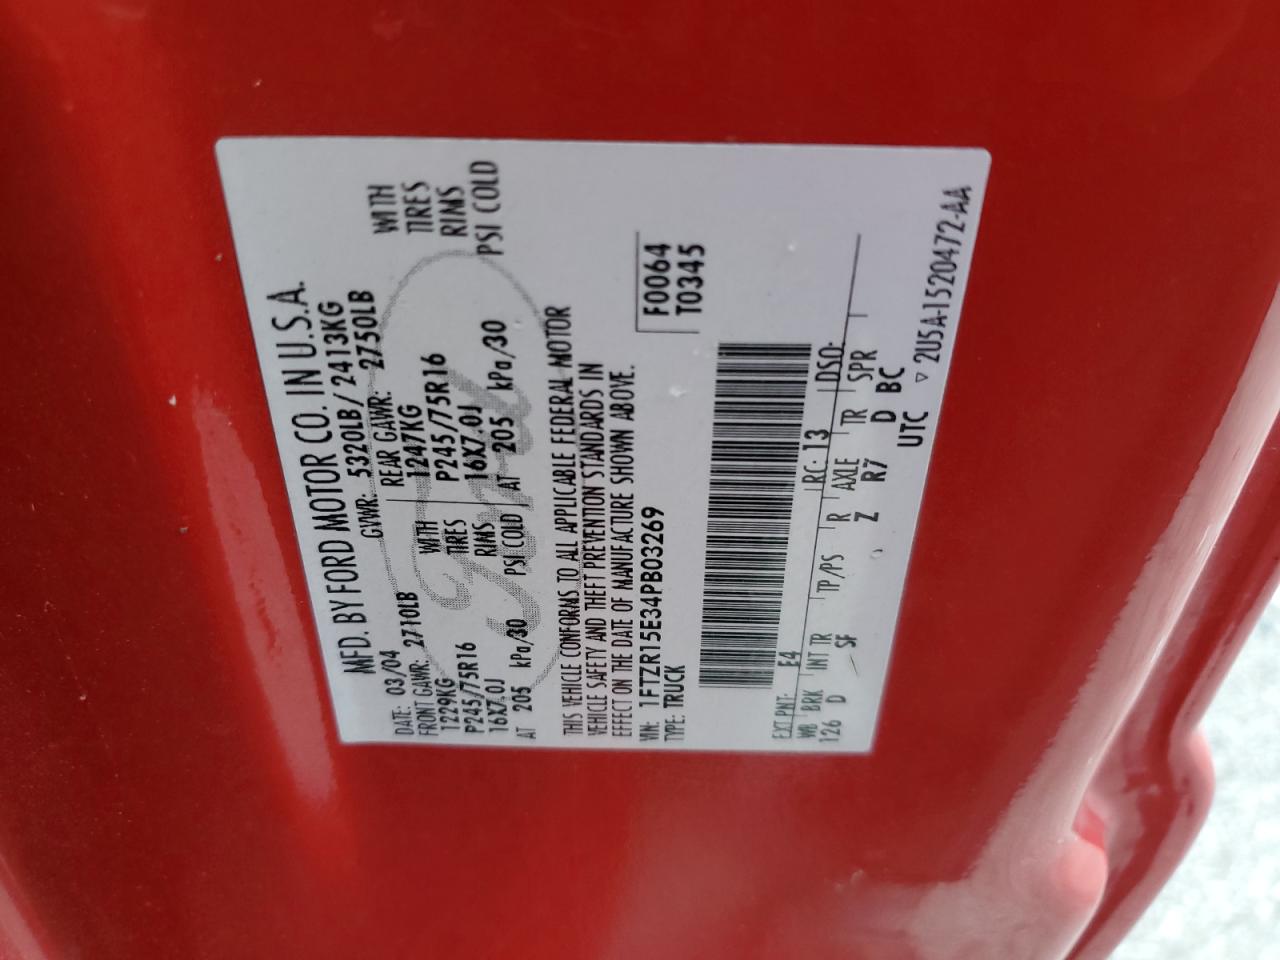 MFD. BY FORD MOTOR CO. IN U.S.A.
DATE: 03/04 GVWR: 5320LB/2413KG
FRONT GAWR: 2710LB REAR GAWR: 2750LB
1229KG WITH 1247KG WITH
P245/75R16 TIRES P245/75R16 TIRES
16X7.0J RIMS 16X7.0J RIMS
AT 205 kPa/30 PSI COLD AT 205 kPa/30 PSI COLD
THIS VEHICLE CONFORMS TO ALL APPLICABLE FEDERAL MOTOR
VEHICLE SAFETY AND THEFT PREVENTION STANDARDS IN
EFFECT ON THE DATE OF MANUFACTURE SHOWN ABOVE.
VIN: 1FTZR15E34PB03269 F0064
TYPE: TRUCK T0345
EXT PNT: E4 RC: 13 DSO:
WB BRK INT TR TP/PS R AXLE TR SPR
126 D SF Z R7 D BC
UTC ▽ 2U5A-1520472-AA
Ford